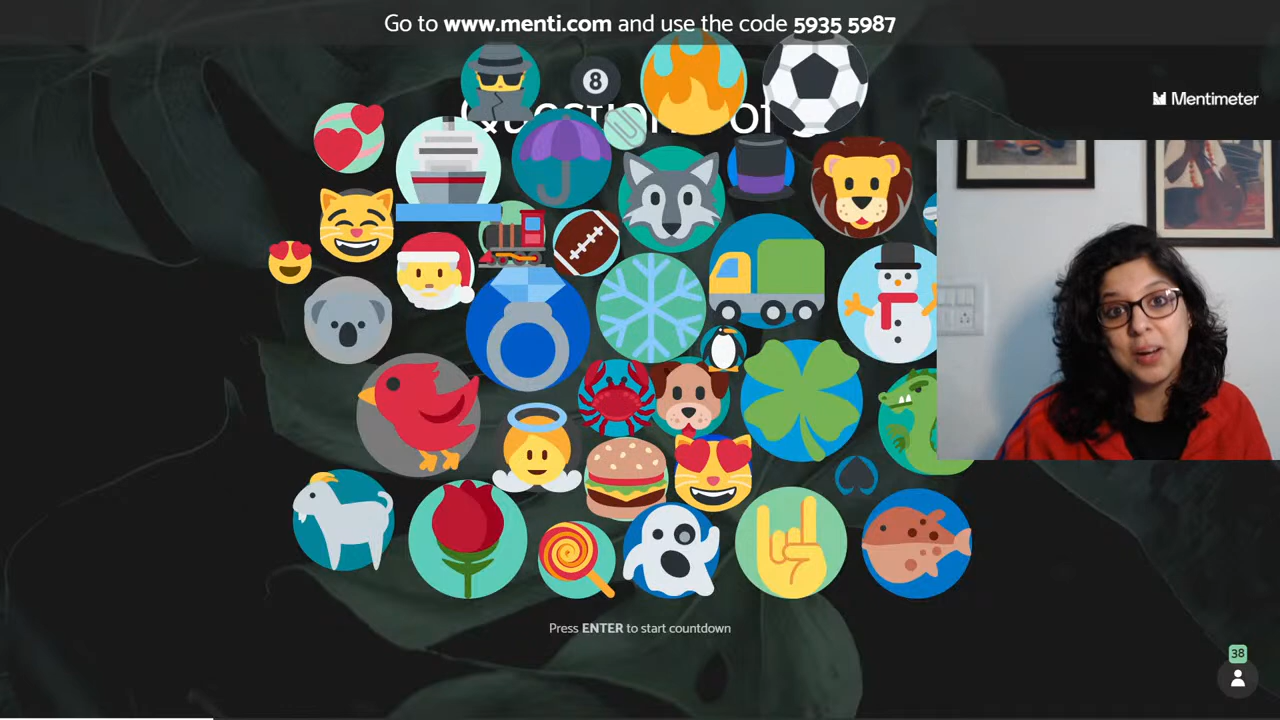 Go to www.menti.com and use the code 5935 5987
8
Mentimeter
Press ENTER to start countdown
38